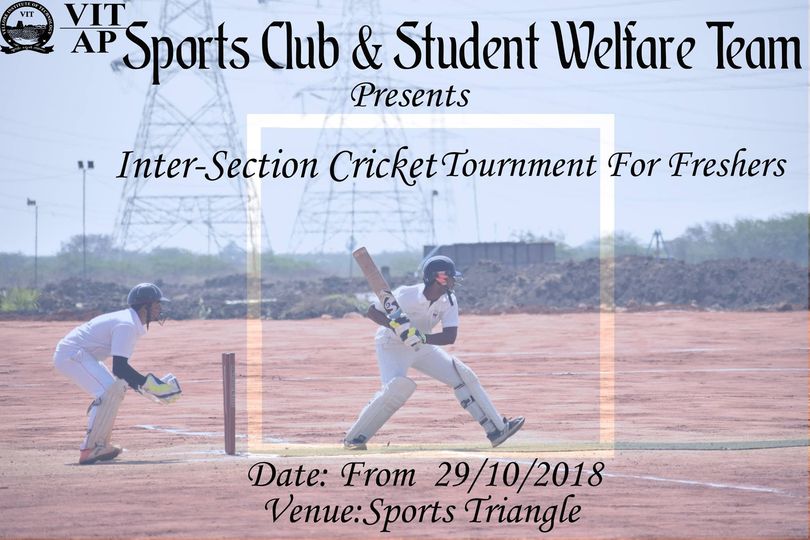 VIT
VIT
AP
Sports Club & Student Welfare Team
Presents
Inter-Section Cricket Tournment For Freshers
Date: From 29/10/2018
Venue:Sports Triangle